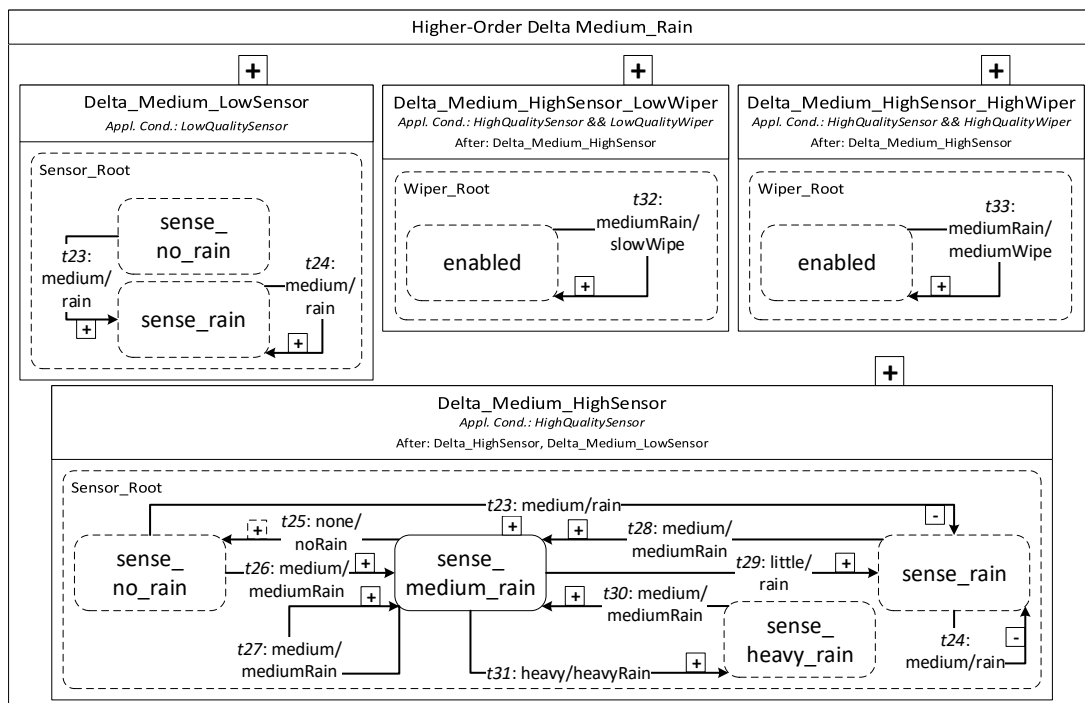 Higher-Order Delta Medium_Rain
+
Delta_Medium_LowSensor
Appl. Cond.: LowQualitySensor
Sensor_Root
sense_
no_rain
t23:
medium/
rain
t24:
medium/
rain
sense_rain
+
+
+
Delta_Medium_HighSensor_LowWiper
Appl. Cond.: HighQualitySensor && LowQualityWiper
After: Delta_Medium_HighSensor
Wiper_Root
t32:
mediumRain/
slowWipe
enabled
+
+
Delta_Medium_HighSensor_HighWiper
Appl. Cond.: HighQualitySensor && HighQualityWiper
After: Delta_Medium_HighSensor
Wiper_Root
t33:
mediumRain/
mediumWipe
enabled
+
+
Delta_Medium_HighSensor
Appl. Cond.: HighQualitySensor
After: Delta_HighSensor, Delta_Medium_LowSensor
Sensor_Root
t23: medium/rain
-
t25: none/
noRain
+
+
+
t28: medium/
mediumRain
sense_
no_rain
t26: medium/
mediumRain
+
sense_
medium_rain
t29: little/
rain
+
sense_rain
t27: medium/
mediumRain
+
t30: medium/
mediumRain
+
sense_
heavy_rain
t31: heavy/heavyRain
+
t24:
medium/rain
-